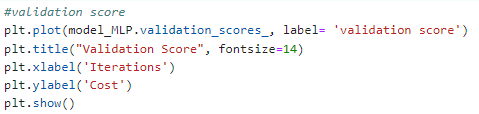 #validation score
plt.plot(model_MLP.validation_scores_, label= 'validation score')
plt.title("Validation Score", fontsize=14)
plt.xlabel('Iterations')
plt.ylabel('Cost')
plt.show()